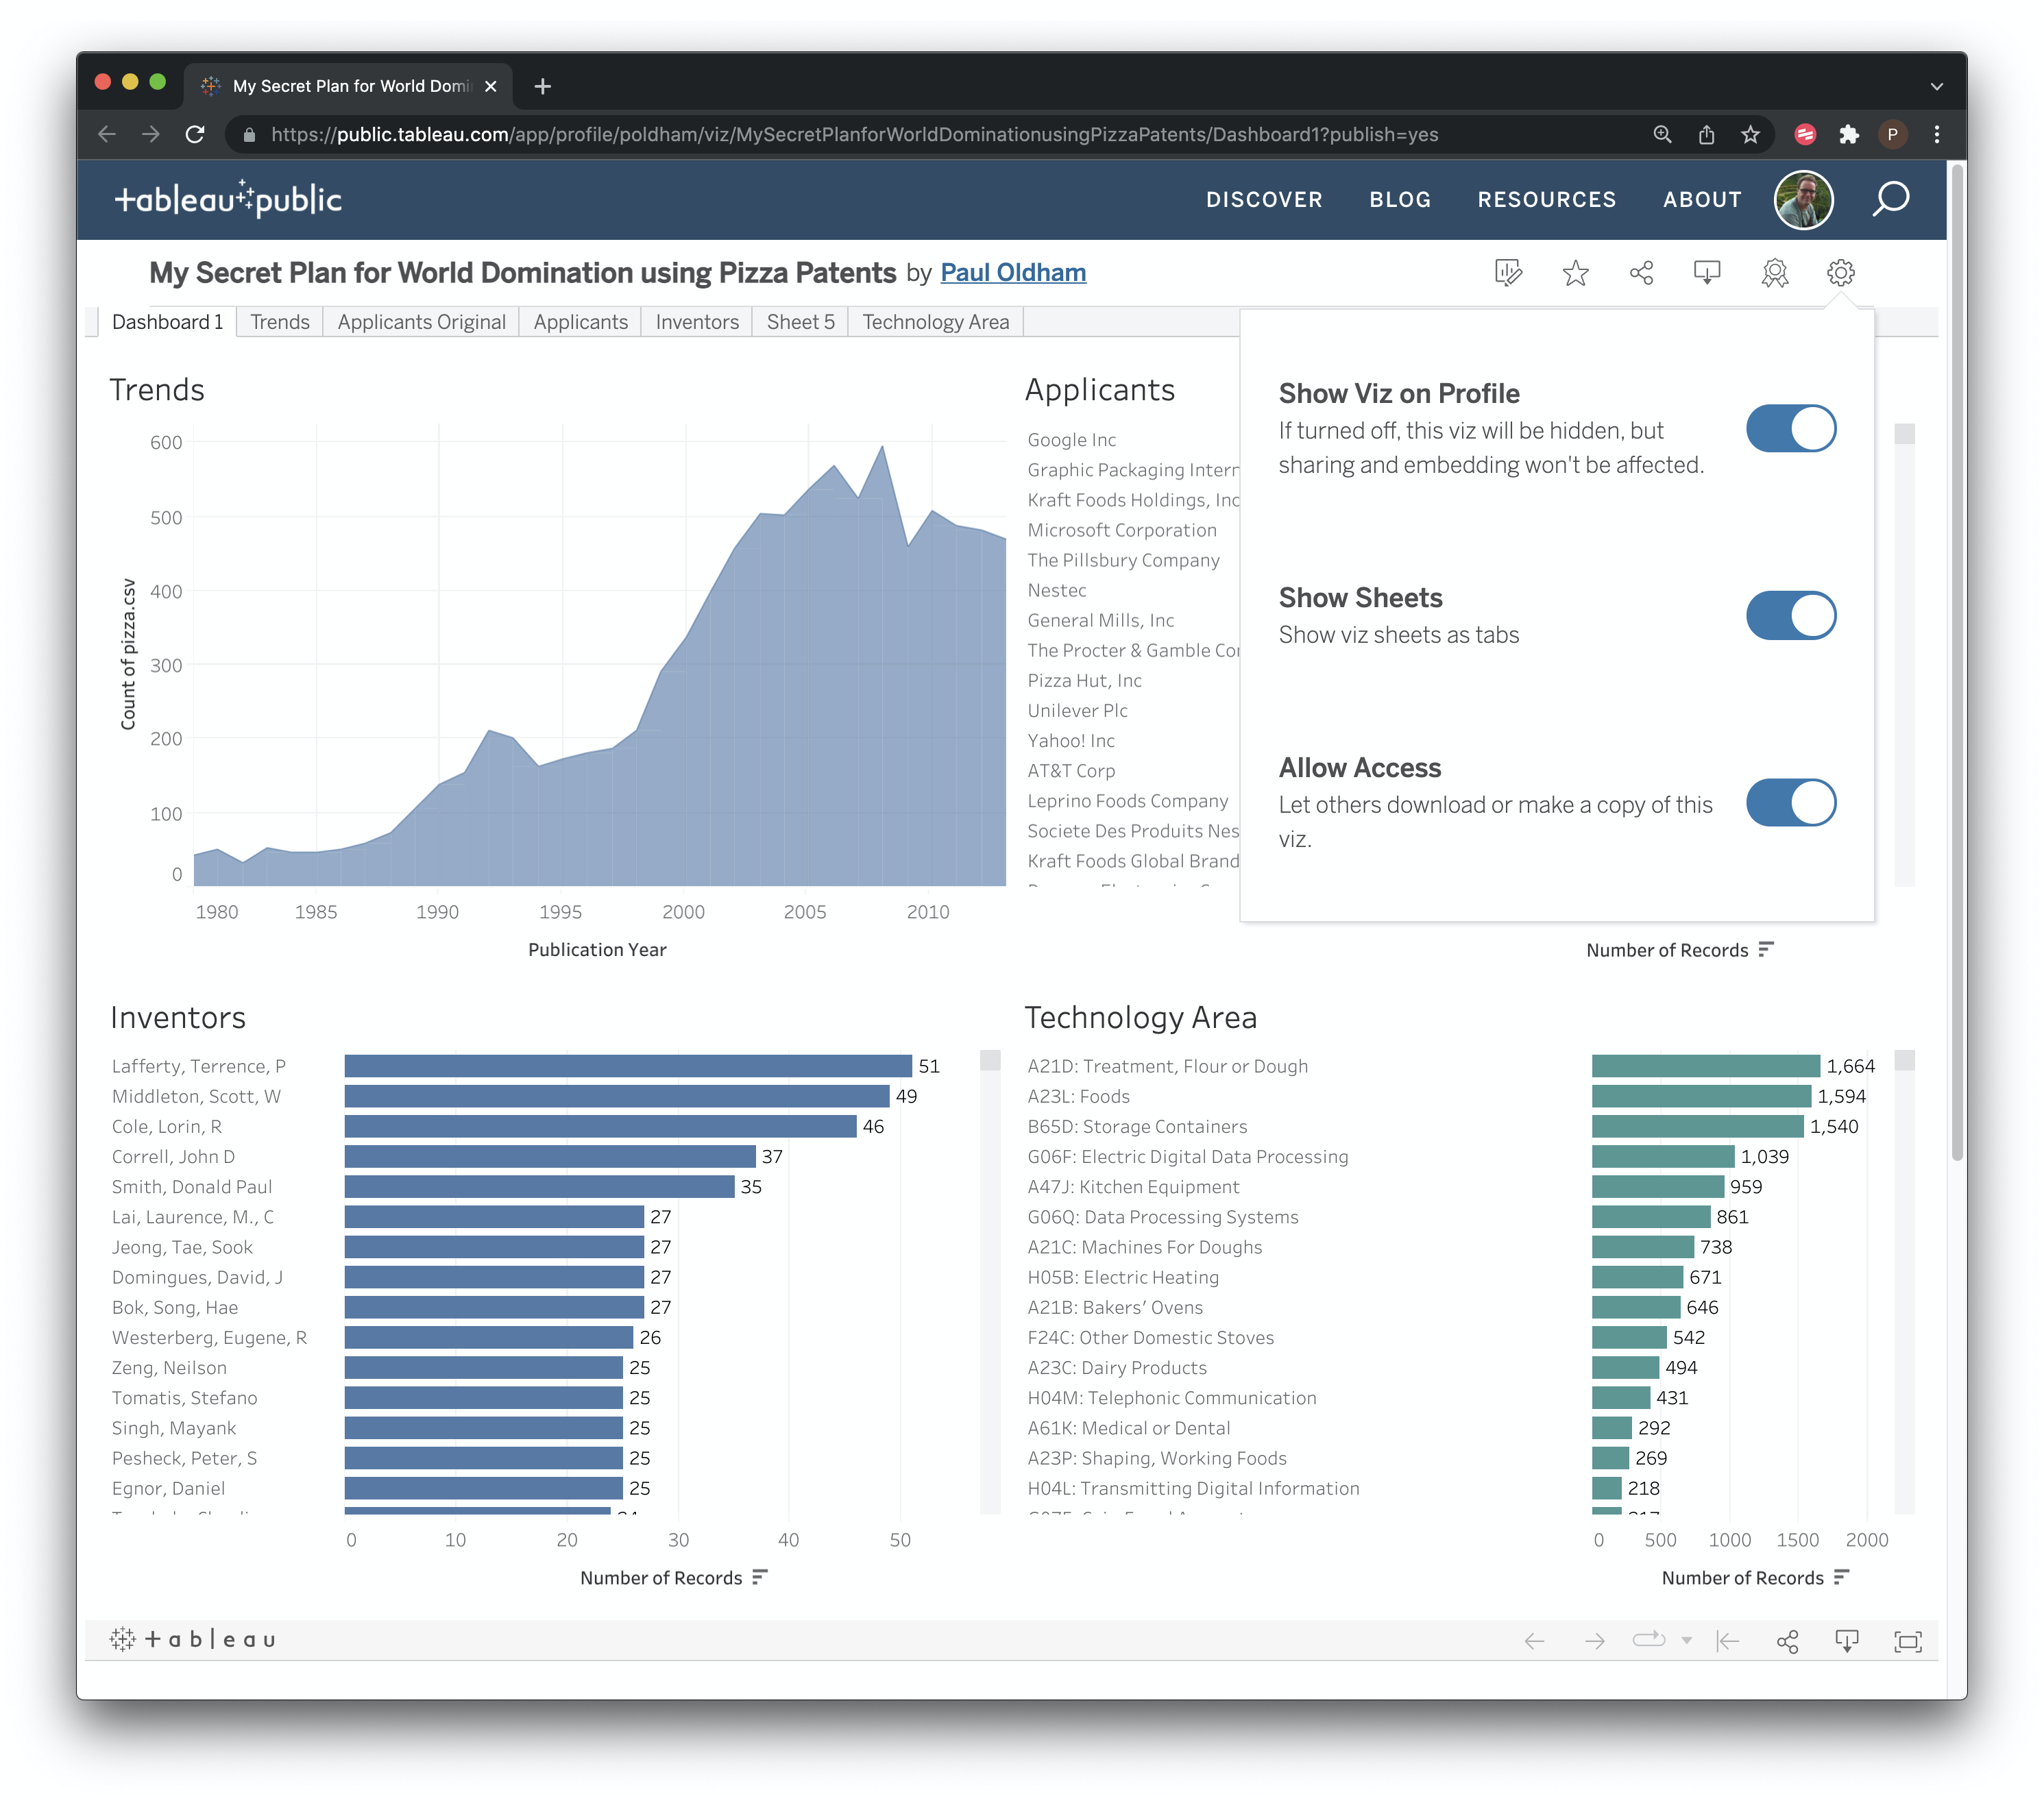 My Secret Plan for World Domi
https://public.tableau.com/app/profile/poldham/viz/MySecretPlanforWorldDominationusingPizzaPatents/Dashboard1?publish=yes
P
tableau public
DISCOVER BLOG RESOURCES ABOUT
My Secret Plan for World Domination using Pizza Patents by Paul Oldham
Dashboard 1 Trends Applicants Original Applicants Inventors Sheet 5 Technology Area
Trends
600
500
400
300
200
100
0
Count of pizza.csv
1980 1985 1990 1995 2000 2005 2010
Publication Year
Applicants
Google Inc
Graphic Packaging Intern
Kraft Foods Holdings, Inc
Microsoft Corporation
The Pillsbury Company
Nestec
General Mills, Inc
The Procter & Gamble Co
Pizza Hut, Inc
Unilever Plc
Yahoo! Inc
AT&T Corp
Leprino Foods Company
Societe Des Produits Nes
Kraft Foods Global Brand
Number of Records
Show Viz on Profile
If turned off, this viz will be hidden, but
sharing and embedding won't be affected.
Show Sheets
Show viz sheets as tabs
Allow Access
Let others download or make a copy of this
viz.
Inventors
Lafferty, Terrence, P 51
Middleton, Scott, W 49
Cole, Lorin, R 46
Correll, John D 37
Smith, Donald Paul 35
Lai, Laurence, M., C 27
Jeong, Tae, Sook 27
Domingues, David, J 27
Bok, Song, Hae 27
Westerberg, Eugene, R 26
Zeng, Neilson 25
Tomatis, Stefano 25
Singh, Mayank 25
Pesheck, Peter, S 25
Egnor, Daniel 25
0 10 20 30 40 50
Number of Records
Technology Area
A21D: Treatment, Flour or Dough 1,664
A23L: Foods 1,594
B65D: Storage Containers 1,540
G06F: Electric Digital Data Processing 1,039
A47J: Kitchen Equipment 959
G06Q: Data Processing Systems 861
A21C: Machines For Doughs 738
H05B: Electric Heating 671
A21B: Bakers’ Ovens 646
F24C: Other Domestic Stoves 542
A23C: Dairy Products 494
H04M: Telephonic Communication 431
A61K: Medical or Dental 292
A23P: Shaping, Working Foods 269
H04L: Transmitting Digital Information 218
0 500 1000 1500 2000
Number of Records
tableau